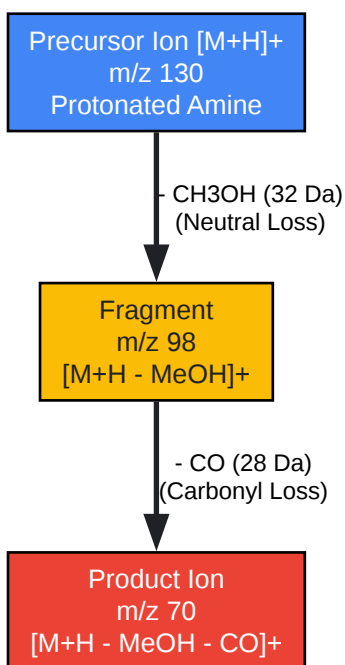 Precursor Ion [M+H]+
m/z 130
Protonated Amine
- CH3OH (32 Da)
(Neutral Loss)
Fragment
m/z 98
[M+H - MeOH]+
- CO (28 Da)
(Carbonyl Loss)
Product Ion
m/z 70
[M+H - MeOH - CO]+